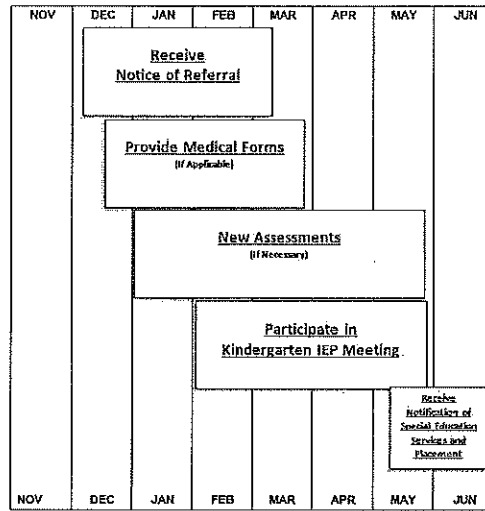 NOV DEC JAN FEB MAR APR MAY JUN
Receive
Notice of Referral
Provide Medical Forms
(If Applicable)
New Assessments
(If Necessary)
Participate in
Kindergarten IEP Meeting
Receive
Notification of
Special Education
Services and
Placement
NOV DEC JAN FEB MAR APR MAY JUN